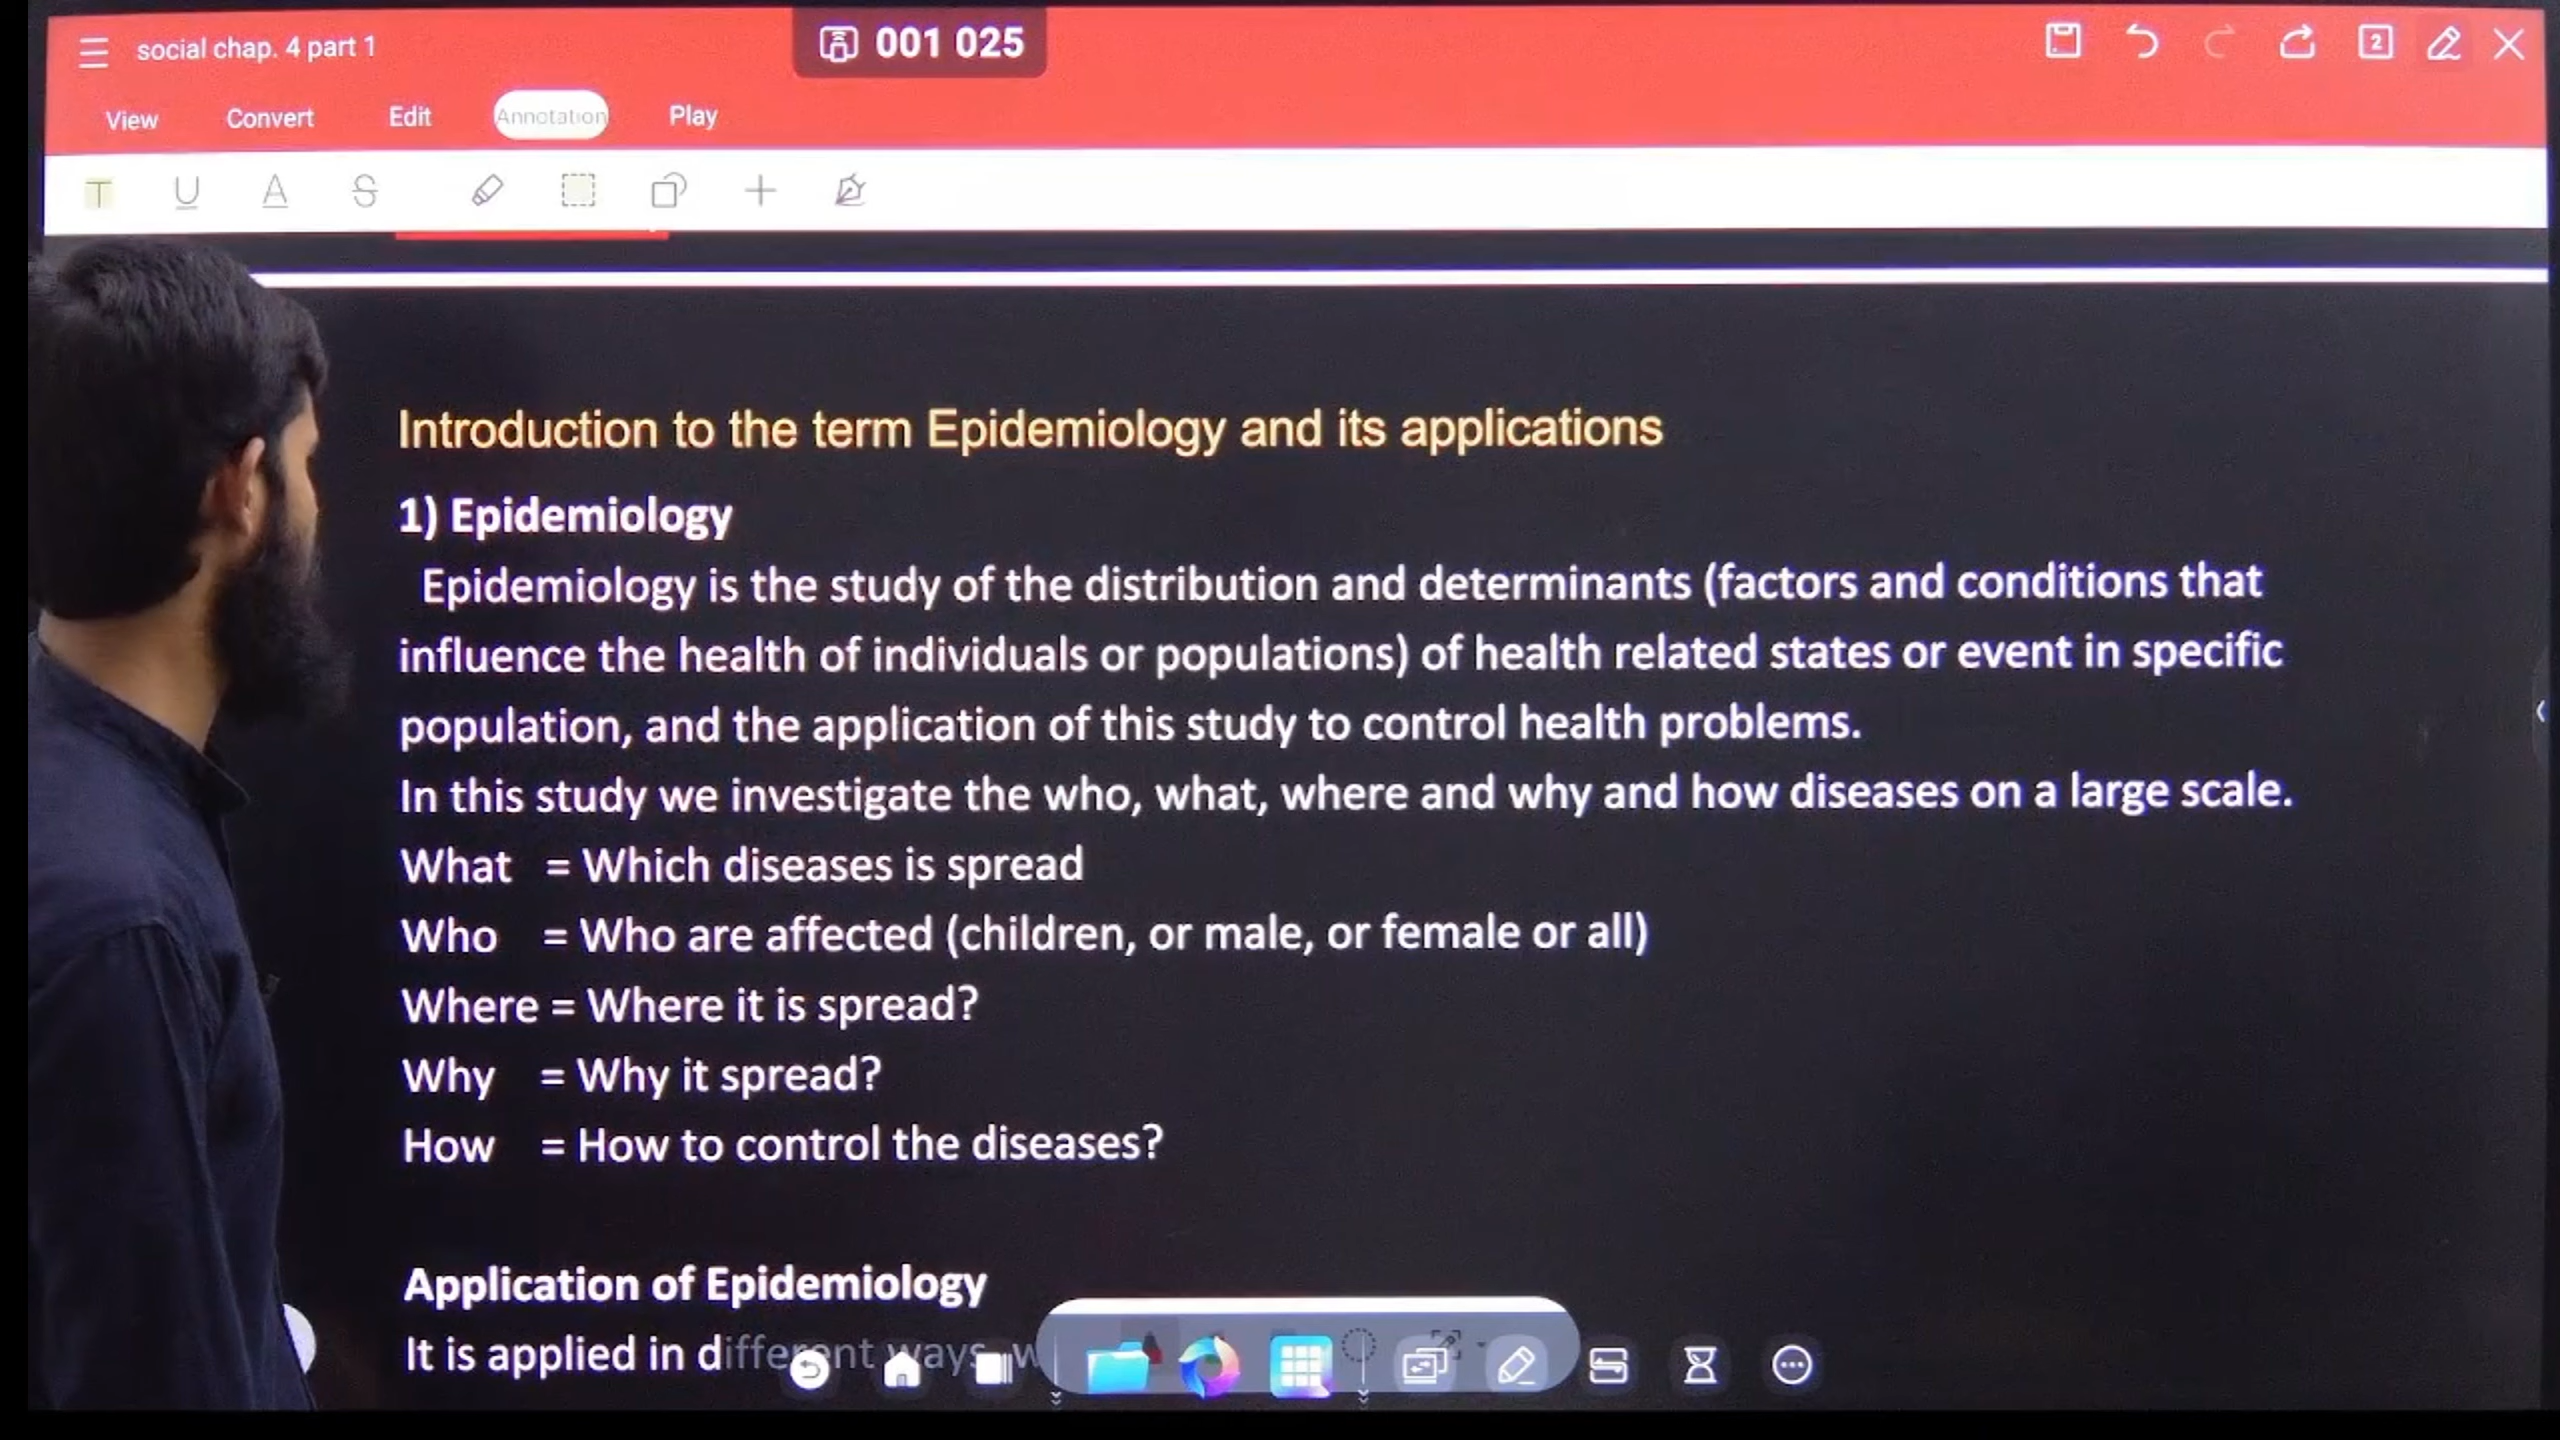 social chap. 4 part 1
001 025
2
View Convert Edit Annotation Play
T U A S
Introduction to the term Epidemiology and its applications
1) Epidemiology
Epidemiology is the study of the distribution and determinants (factors and conditions that
influence the health of individuals or populations) of health related states or event in specific
population, and the application of this study to control health problems.
In this study we investigate the who, what, where and why and how diseases on a large scale.
What = Which diseases is spread
Who = Who are affected (children, or male, or female or all)
Where = Where it is spread?
Why = Why it spread?
How = How to control the diseases?
Application of Epidemiology
It is applied in different ways,